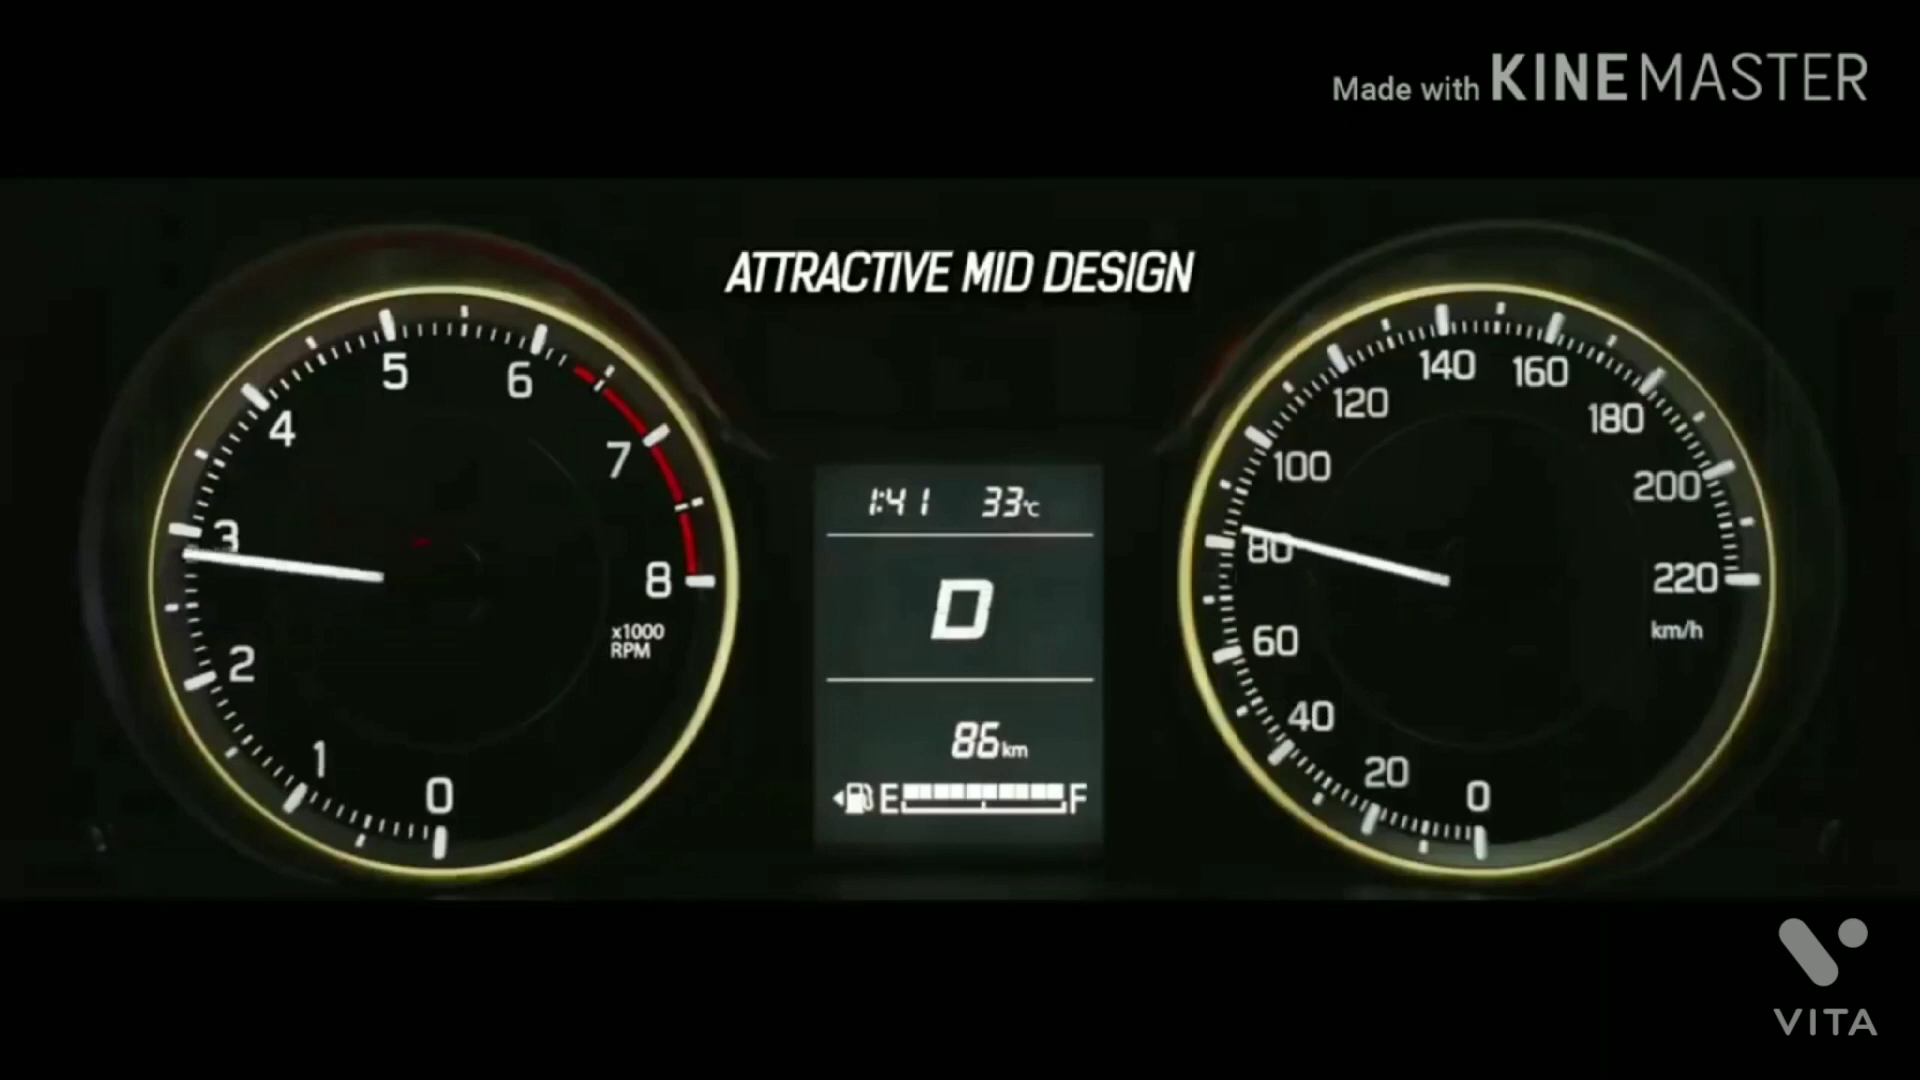 Made with KINEMASTER
ATTRACTIVE MID DESIGN
0
1
2
3
4
5
6
7
8
x1000
RPM
1:41 33℃
D
86km
E F
0
20
40
60
80
100
120
140
160
180
200
220
km/h
VITA